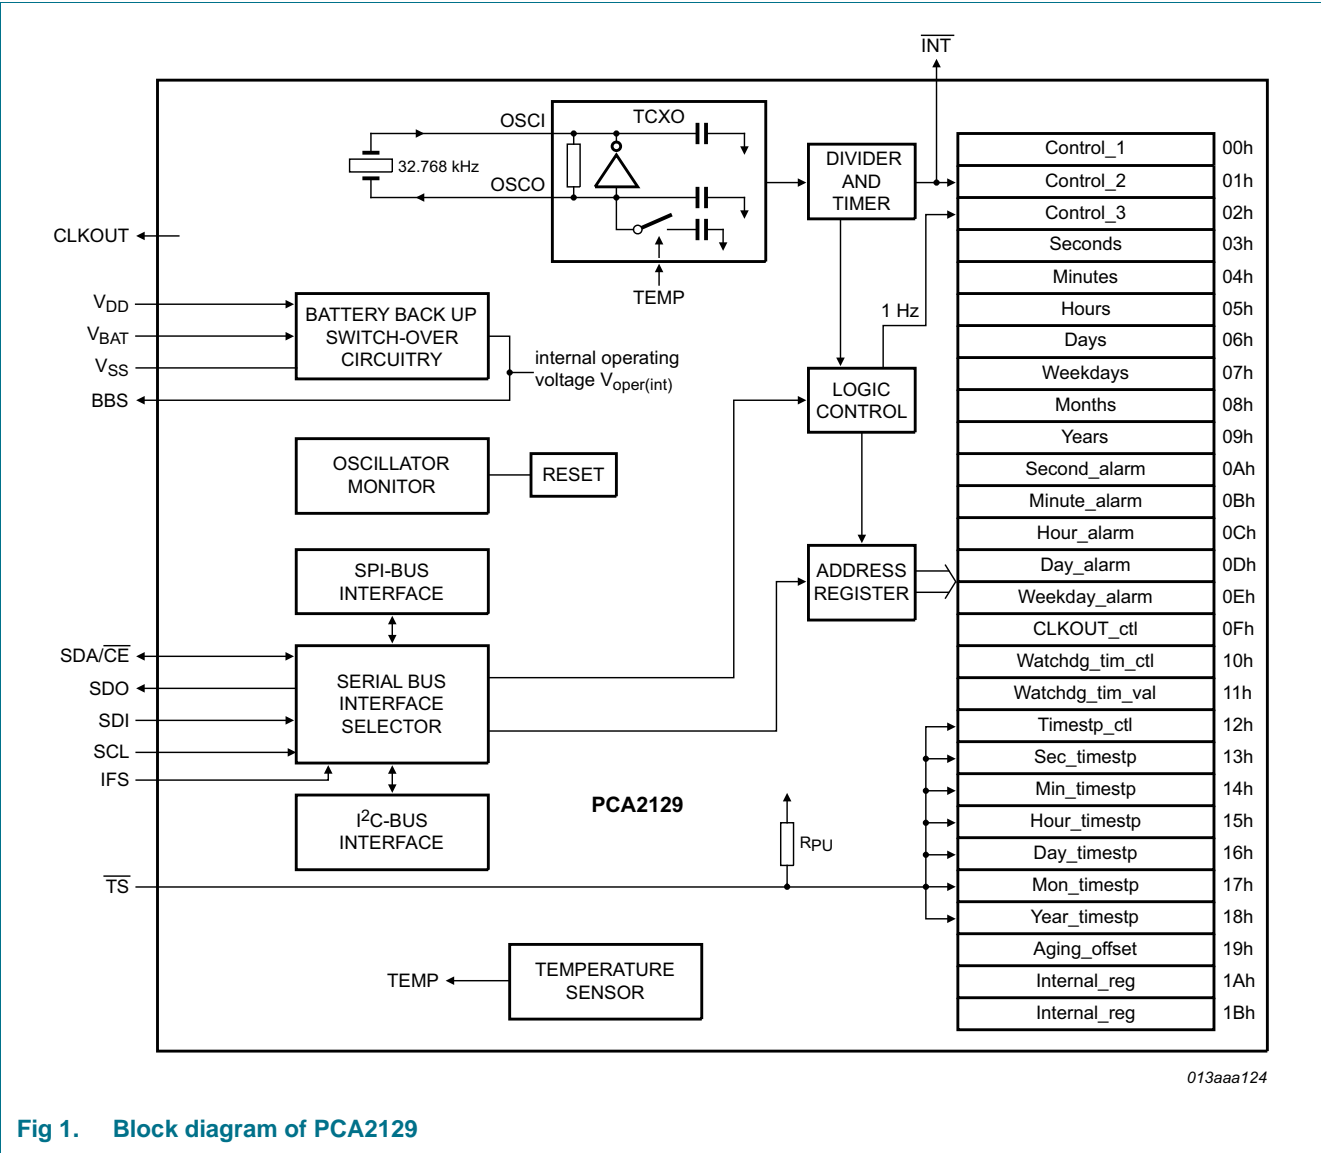 INT
OSCI
TCXO
32.768 kHz
OSCO
TEMP
DIVIDER
AND
TIMER
CLKOUT
VDD
VBAT
VSS
BBS
BATTERY BACK UP
SWITCH-OVER
CIRCUITRY
internal operating
voltage Voper(int)
1 Hz
LOGIC
CONTROL
OSCILLATOR
MONITOR
RESET
SPI-BUS
INTERFACE
ADDRESS
REGISTER
SDA/CE
SDO
SDI
SCL
IFS
SERIAL BUS
INTERFACE
SELECTOR
I2C-BUS
INTERFACE
PCA2129
RPU
TS
TEMP
TEMPERATURE
SENSOR
Control_1 00h
Control_2 01h
Control_3 02h
Seconds 03h
Minutes 04h
Hours 05h
Days 06h
Weekdays 07h
Months 08h
Years 09h
Second_alarm 0Ah
Minute_alarm 0Bh
Hour_alarm 0Ch
Day_alarm 0Dh
Weekday_alarm 0Eh
CLKOUT_ctl 0Fh
Watchdg_tim_ctl 10h
Watchdg_tim_val 11h
Timestp_ctl 12h
Sec_timestp 13h
Min_timestp 14h
Hour_timestp 15h
Day_timestp 16h
Mon_timestp 17h
Year_timestp 18h
Aging_offset 19h
Internal_reg 1Ah
Internal_reg 1Bh
013aaa124
Fig 1. Block diagram of PCA2129